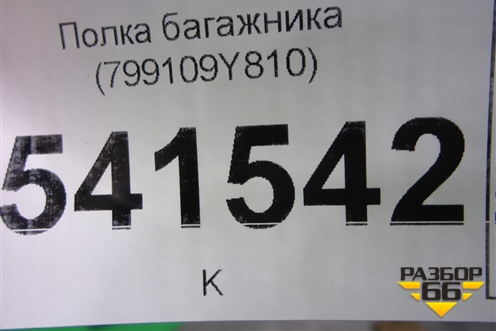 Полка багажника
(799109Y810)
541542
К
РАЗБОР
66